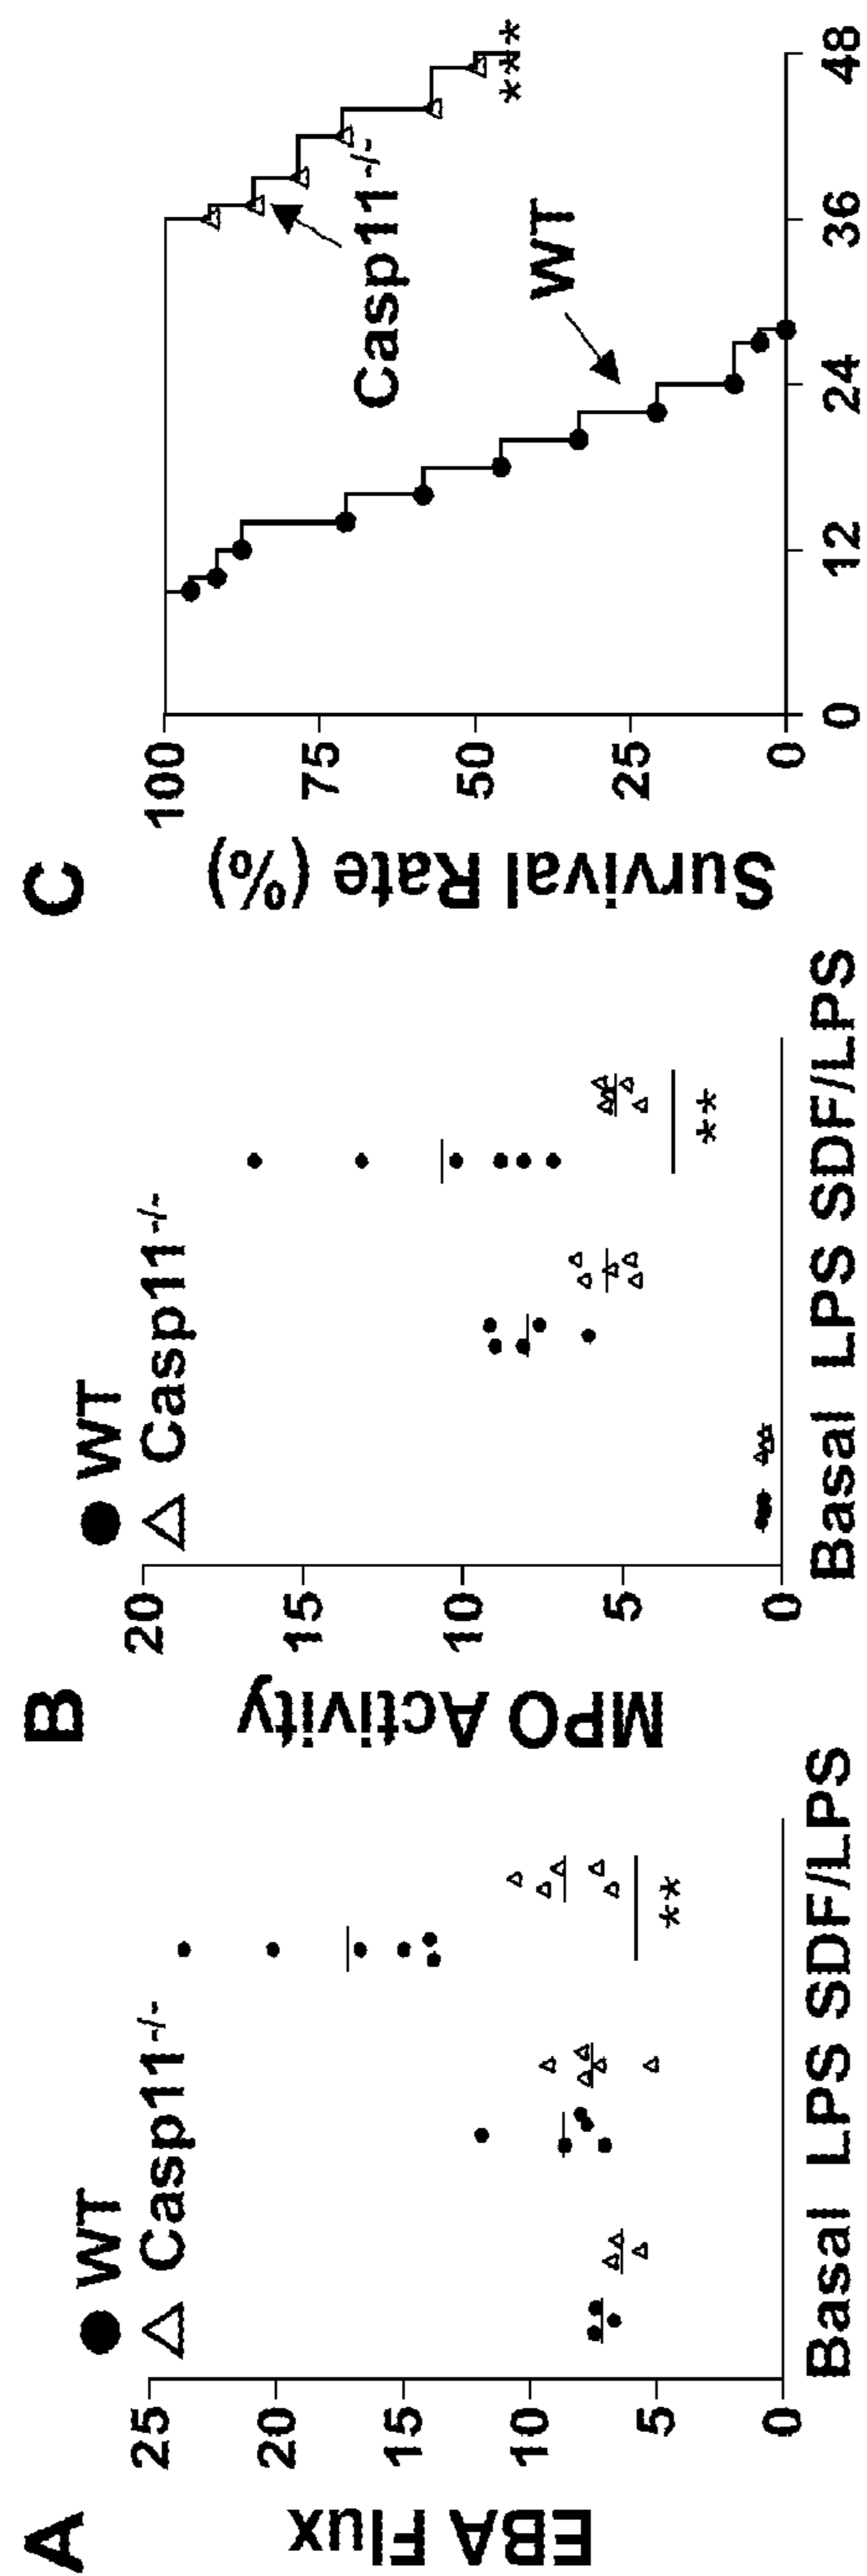 A
EBA Flux
25
20
15
10
5
0
● WT
△ Casp11-/-
**
Basal LPS SDF/LPS
B
MPO Activity
20
15
10
5
0
● WT
△ Casp11-/-
**
Basal LPS SDF/LPS
C
Survival Rate (%)
100
75
50
25
0
Casp11-/-
WT
***
0 12 24 36 48